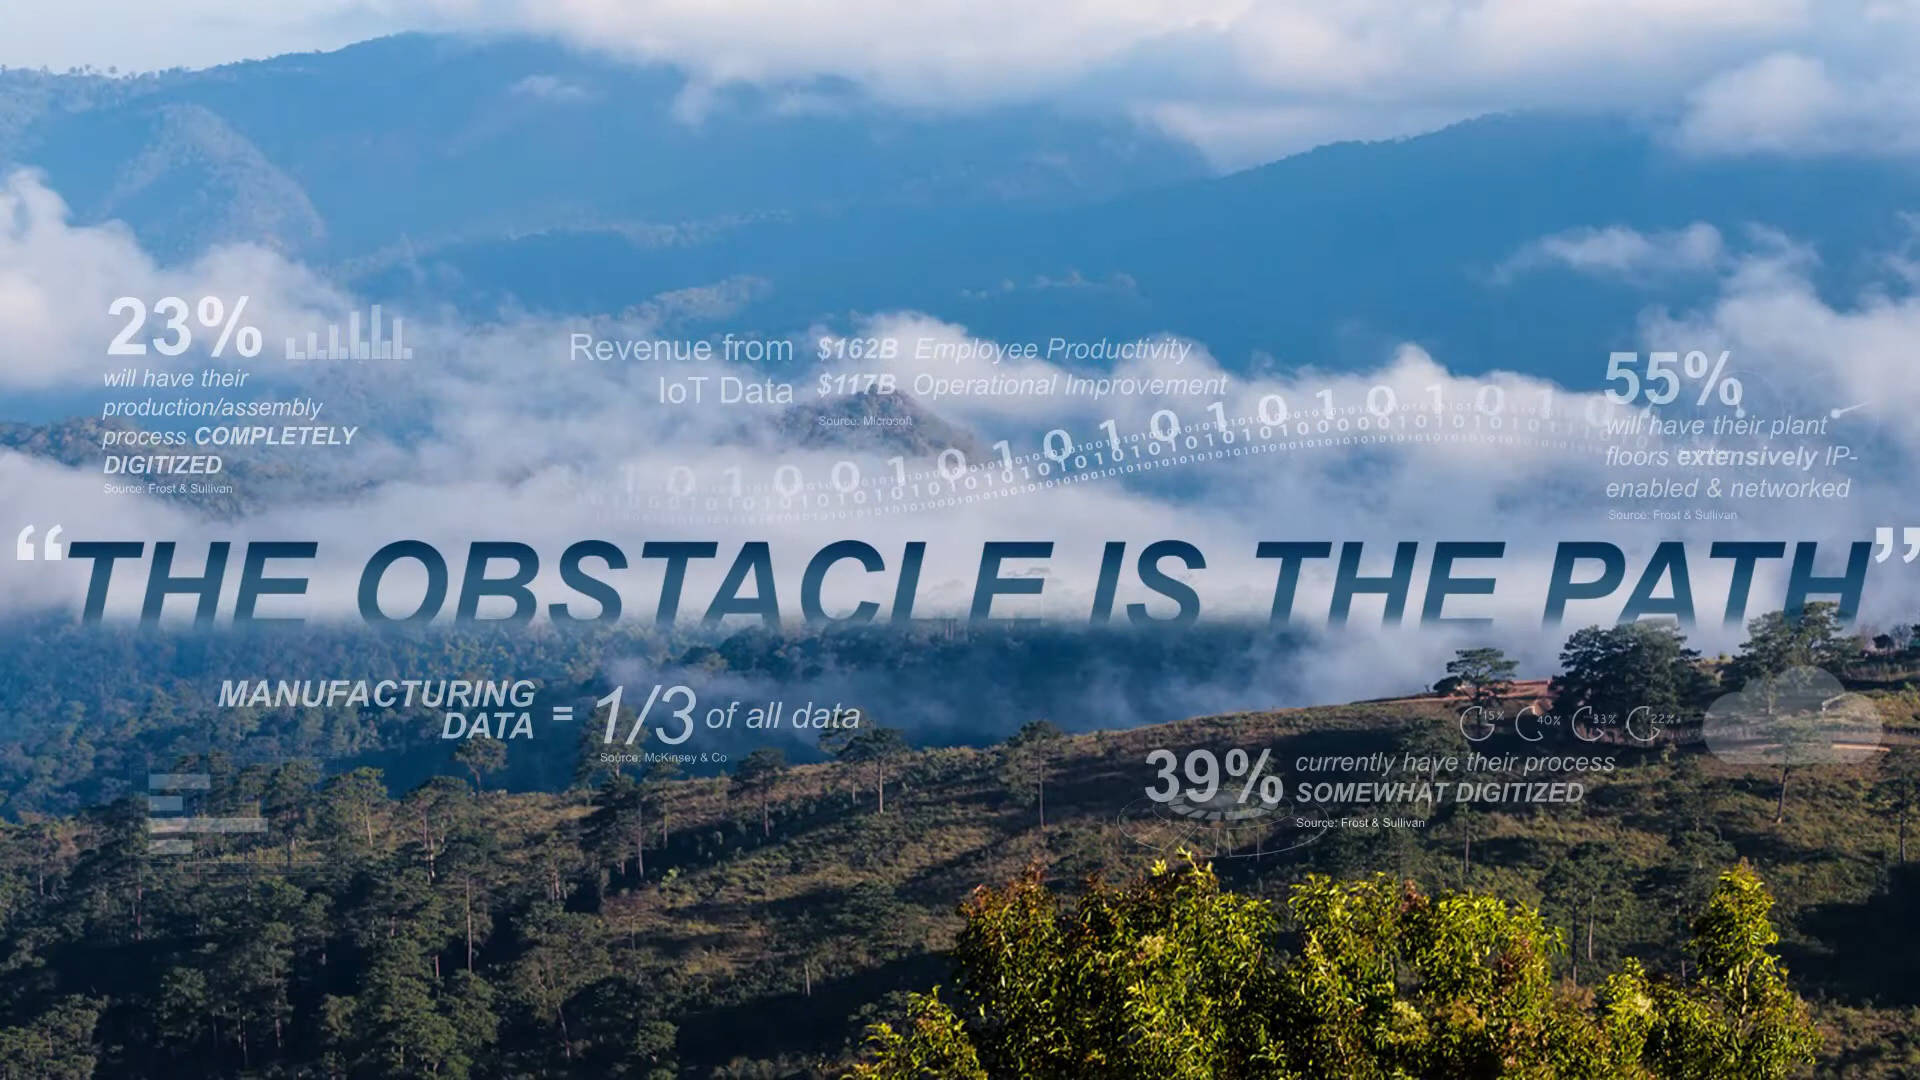 23%
will have their
production/assembly
process COMPLETELY
DIGITIZED
Source: Frost & Sullivan
Revenue from
IoT Data
$162B Employee Productivity
$117B Operational Improvement
Source: Microsoft
55%
will have their plant
floors extensively IP-
enabled & networked
Source: Frost & Sullivan
“THE OBSTACLE IS THE PATH”
MANUFACTURING
DATA
= 1/3 of all data
Source: McKinsey & Co
15% 40% 33% 22%
39%
currently have their process
SOMEWHAT DIGITIZED
Source: Frost & Sullivan